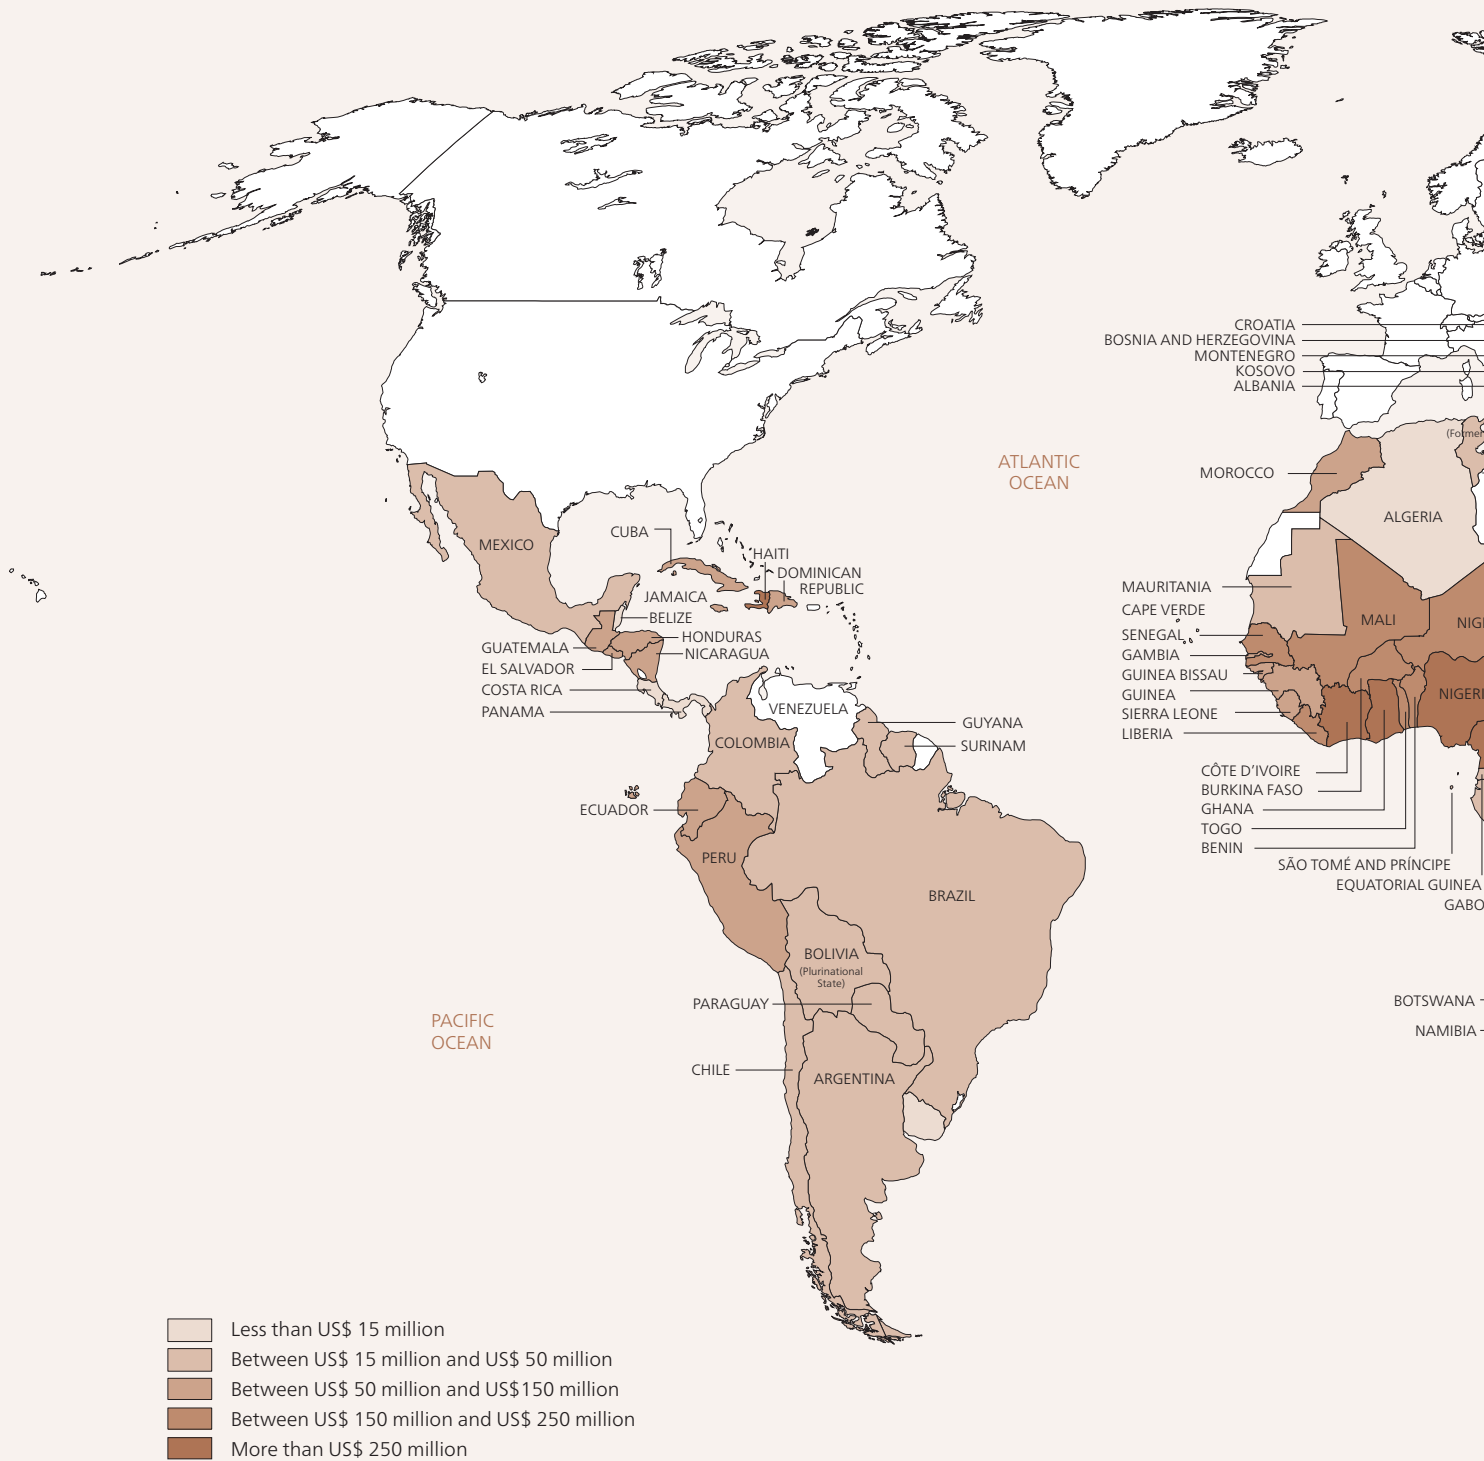 CROATIA
BOSNIA AND HERZEGOVINA
MONTENEGRO
KOSOVO
ALBANIA
ATLANTIC
OCEAN
MOROCCO
ALGERIA
MEXICO
CUBA
HAITI
DOMINICAN
REPUBLIC
JAMAICA
BELIZE
HONDURAS
NICARAGUA
GUATEMALA
EL SALVADOR
COSTA RICA
PANAMA
MAURITANIA
CAPE VERDE
MALI
SENEGAL
GAMBIA
GUINEA BISSAU
GUINEA
SIERRA LEONE
LIBERIA
VENEZUELA
GUYANA
COLOMBIA
SURINAM
CÔTE D'IVOIRE
BURKINA FASO
GHANA
TOGO
BENIN
ECUADOR
PERU
SÃO TOMÉ AND PRÍNCIPE
EQUATORIAL GUINEA
GABO
BRAZIL
BOLIVIA
(Plurinational
State)
PARAGUAY
BOTSWANA
NAMIBIA
PACIFIC
OCEAN
CHILE
ARGENTINA
Less than US$ 15 million
Between US$ 15 million and US$ 50 million
Between US$ 50 million and US$150 million
Between US$ 150 million and US$ 250 million
More than US$ 250 million